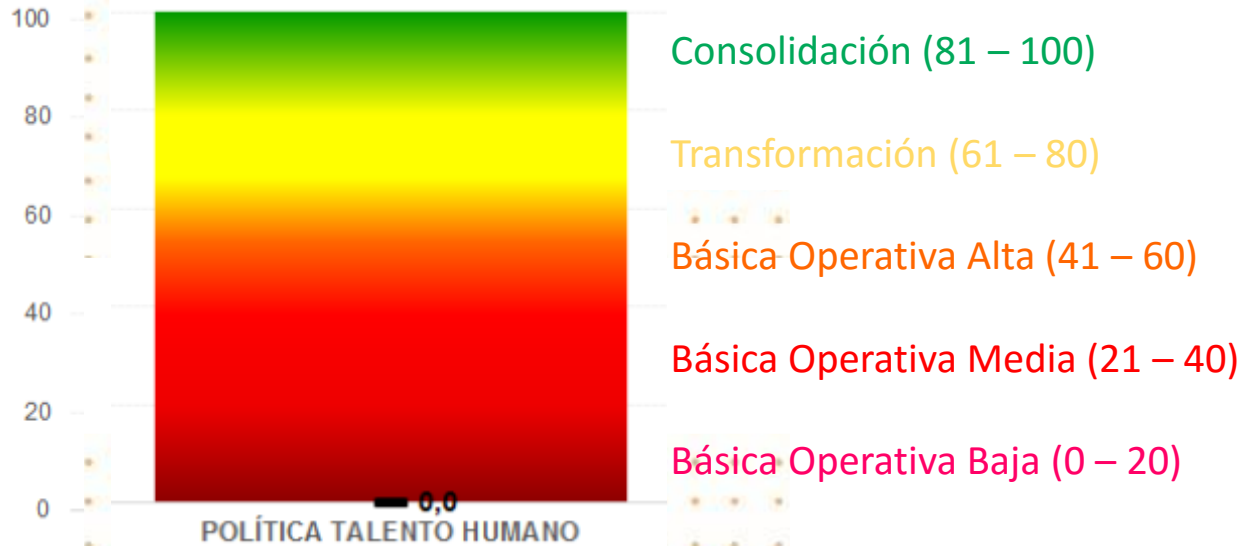 100
Consolidación (81 – 100)
80
Transformación (61 – 80)
60
Básica Operativa Alta (41 – 60)
40
Básica Operativa Media (21 – 40)
20
Básica Operativa Baja (0 – 20)
0
0,0
POLÍTICA TALENTO HUMANO